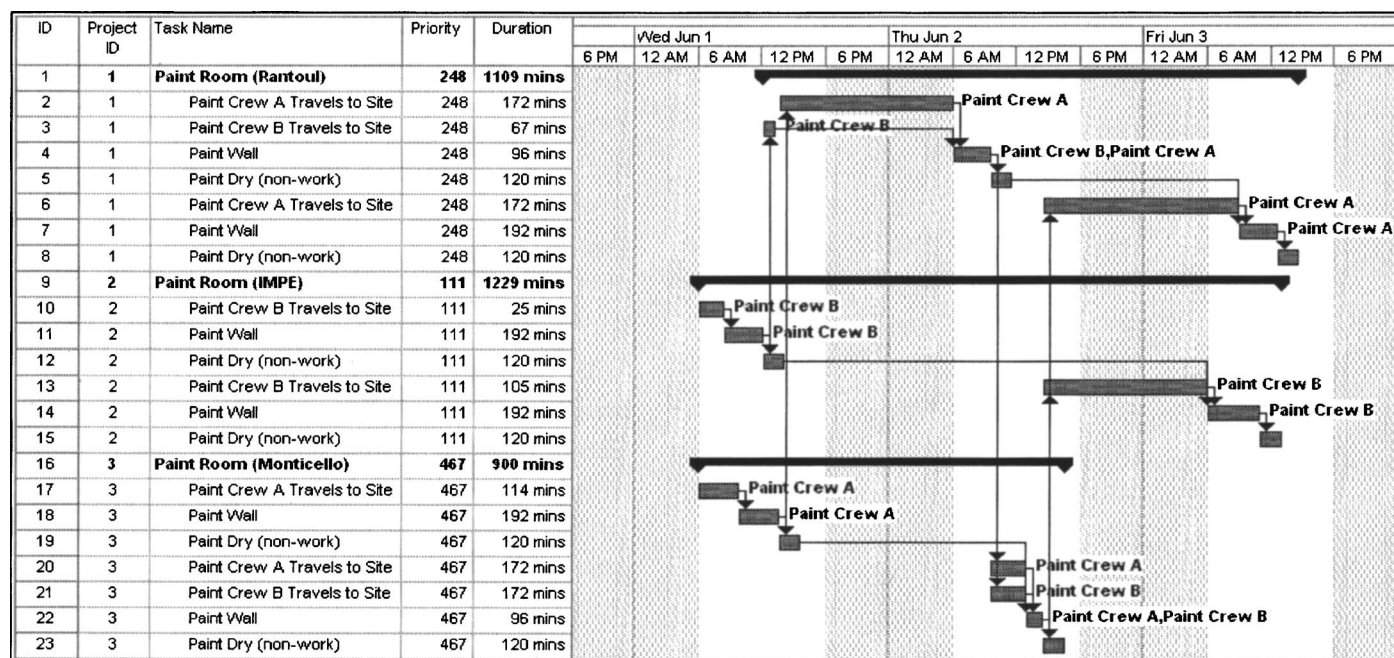 ID Project ID Task Name Priority Duration Wed Jun 1 Thu Jun 2 Fri Jun 3
6 PM 12 AM 6 AM 12 PM 6 PM 12 AM 6 AM 12 PM 6 PM 12 AM 6 AM 12 PM 6 PM
1 1 Paint Room (Rantoul) 248 1109 mins
2 1 Paint Crew A Travels to Site 248 172 mins Paint Crew A
3 1 Paint Crew B Travels to Site 248 67 mins Paint Crew B
4 1 Paint Wall 248 96 mins Paint Crew B,Paint Crew A
5 1 Paint Dry (non-work) 248 120 mins
6 1 Paint Crew A Travels to Site 248 172 mins Paint Crew A
7 1 Paint Wall 248 192 mins Paint Crew A
8 1 Paint Dry (non-work) 248 120 mins
9 2 Paint Room (IMPE) 111 1229 mins
10 2 Paint Crew B Travels to Site 111 25 mins Paint Crew B
11 2 Paint Wall 111 192 mins Paint Crew B
12 2 Paint Dry (non-work) 111 120 mins
13 2 Paint Crew B Travels to Site 111 105 mins Paint Crew B
14 2 Paint Wall 111 192 mins Paint Crew B
15 2 Paint Dry (non-work) 111 120 mins
16 3 Paint Room (Monticello) 467 900 mins
17 3 Paint Crew A Travels to Site 467 114 mins Paint Crew A
18 3 Paint Wall 467 192 mins Paint Crew A
19 3 Paint Dry (non-work) 467 120 mins
20 3 Paint Crew A Travels to Site 467 172 mins Paint Crew A
21 3 Paint Crew B Travels to Site 467 172 mins Paint Crew B
22 3 Paint Wall 467 96 mins Paint Crew A,Paint Crew B
23 3 Paint Dry (non-work) 467 120 mins